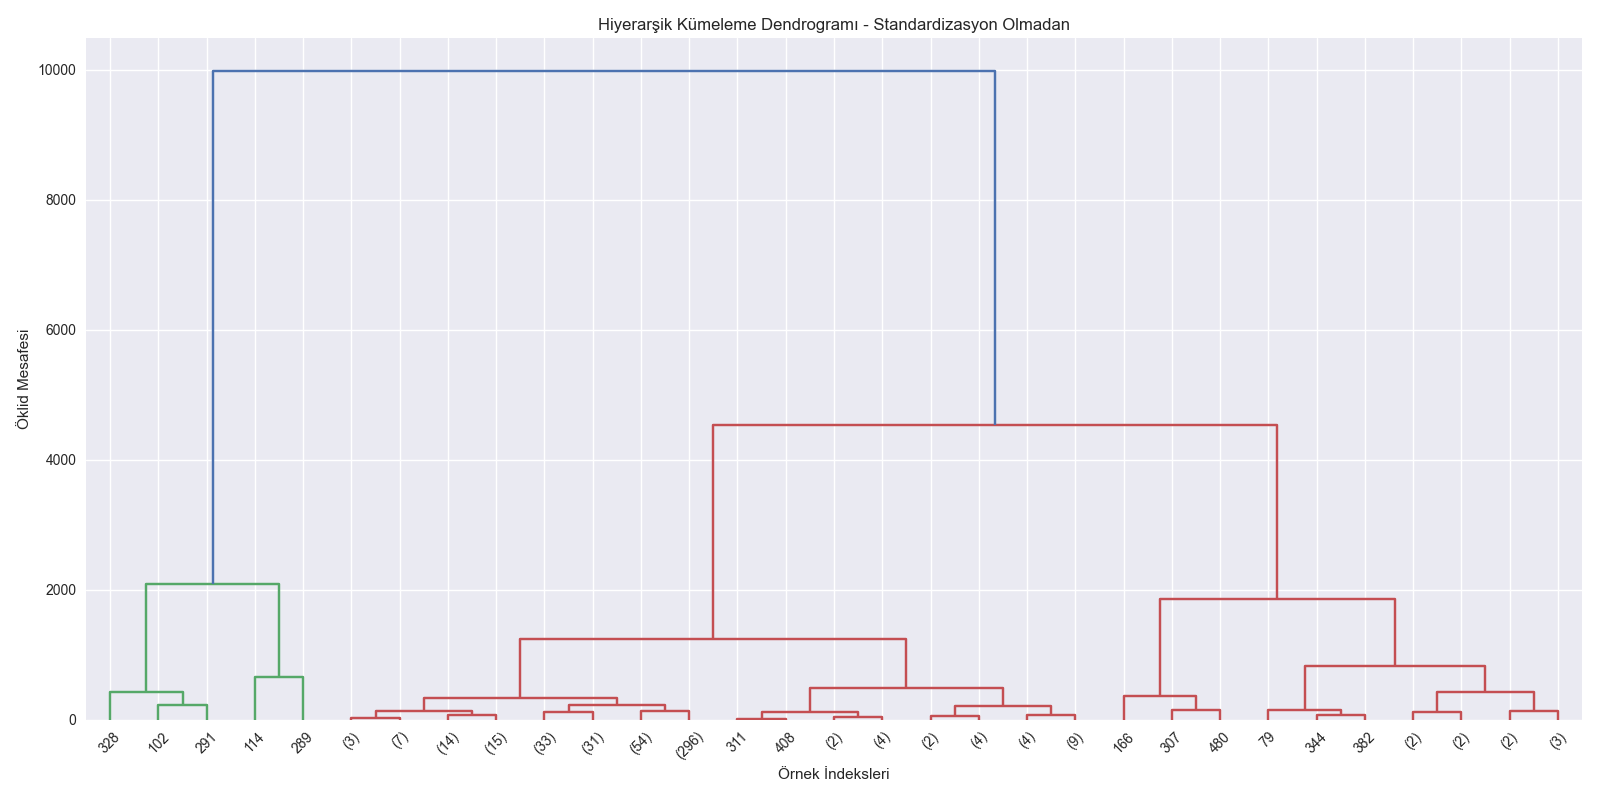 Hiyerarşik Kümeleme Dendrogramı - Standardizasyon Olmadan
10000
8000
6000
4000
2000
0
Öklid Mesafesi
328 102 291 114 289 (3) (7) (14) (15) (33) (31) (54) (296) 311 408 (2) (4) (2) (4) (4) (9) 166 307 480 79 344 382 (2) (2) (2) (3)
Örnek İndeksleri